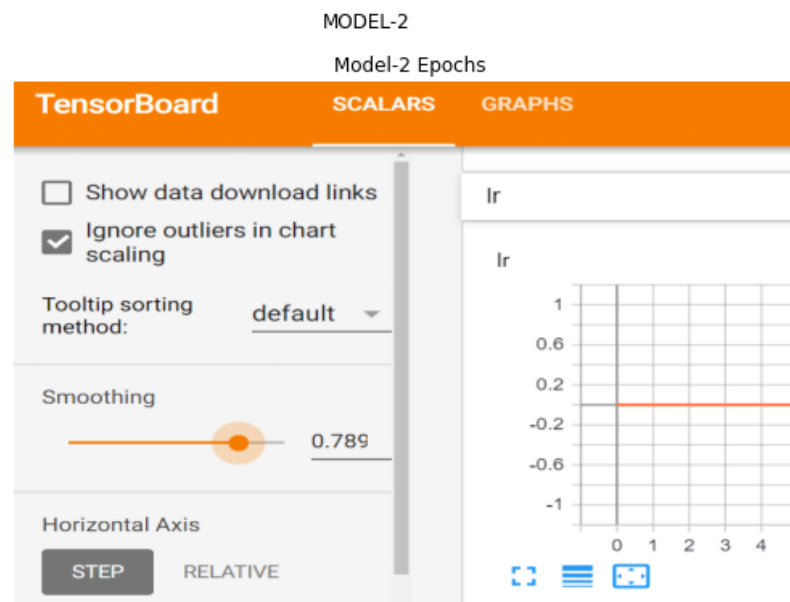 MODEL-2
Model-2 Epochs
TensorBoard SCALARS GRAPHS
Show data download links
Ignore outliers in chart
scaling
Tooltip sorting
method: default
Smoothing
0.789
Horizontal Axis
STEP RELATIVE
lr
lr
1
0.6
0.2
-0.2
-0.6
-1
0 1 2 3 4